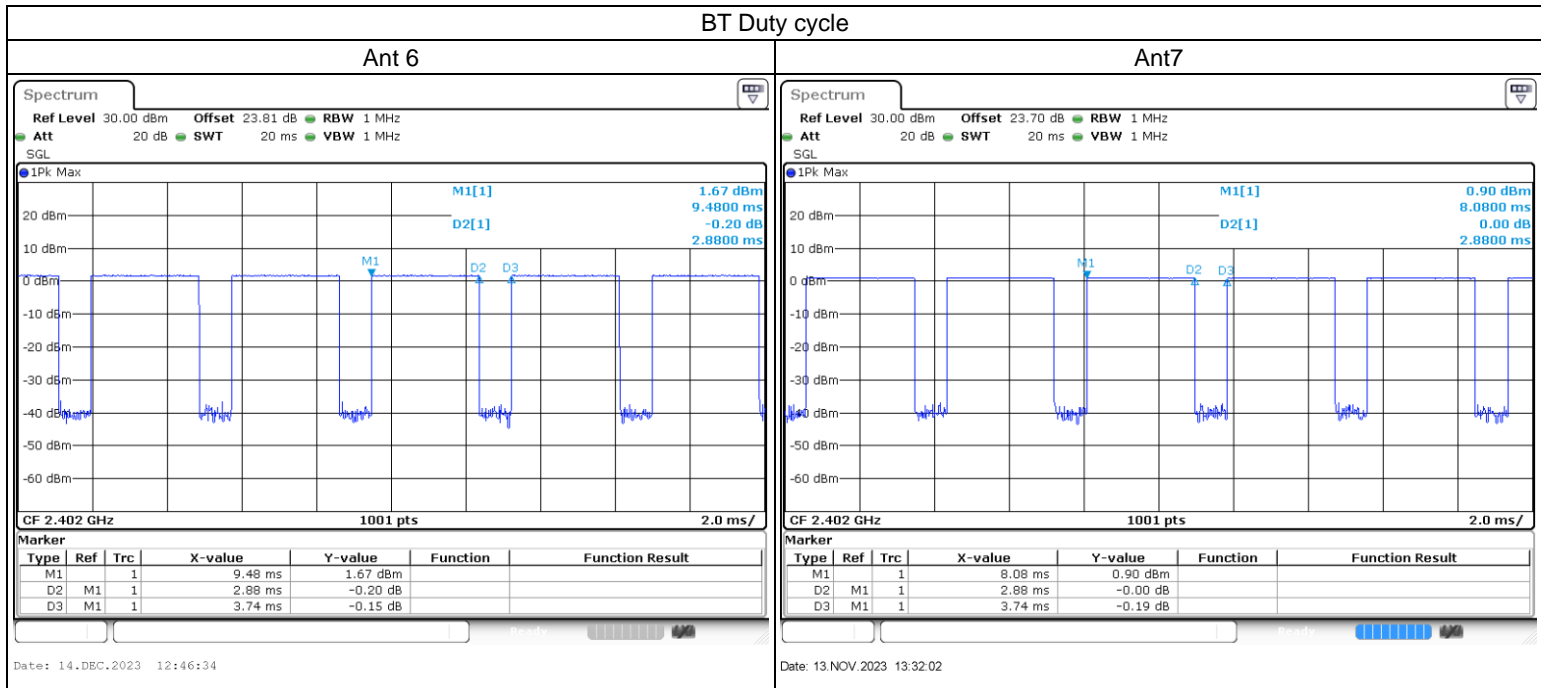 BT Duty cycle
Ant 6
Spectrum
Ref Level 30.00 dBm Offset 23.81 dB RBW 1 MHz
Att 20 dB SWT 20 ms VBW 1 MHz
SGL
1Pk Max
M1[1] 1.67 dBm
9.4800 ms
D2[1] -0.20 dB
2.8800 ms
20 dBm
10 dBm
0 dBm
-10 dBm
-20 dBm
-30 dBm
-40 dBm
-50 dBm
-60 dBm
M1
D2 D3
CF 2.402 GHz 1001 pts 2.0 ms/
Marker
Type Ref Trc X-value Y-value Function Function Result
M1 1 9.48 ms 1.67 dBm
D2 M1 1 2.88 ms -0.20 dB
D3 M1 1 3.74 ms -0.15 dB
Ready
Date: 14.DEC.2023 12:46:34
Ant7
Spectrum
Ref Level 30.00 dBm Offset 23.70 dB RBW 1 MHz
Att 20 dB SWT 20 ms VBW 1 MHz
SGL
1Pk Max
M1[1] 0.90 dBm
8.0800 ms
D2[1] 0.00 dB
2.8800 ms
20 dBm
10 dBm
0 dBm
-10 dBm
-20 dBm
-30 dBm
-40 dBm
-50 dBm
-60 dBm
M1
D2 D3
CF 2.402 GHz 1001 pts 2.0 ms/
Marker
Type Ref Trc X-value Y-value Function Function Result
M1 1 8.08 ms 0.90 dBm
D2 M1 1 2.88 ms -0.00 dB
D3 M1 1 3.74 ms -0.19 dB
Ready
Date: 13.NOV.2023 13:32:02